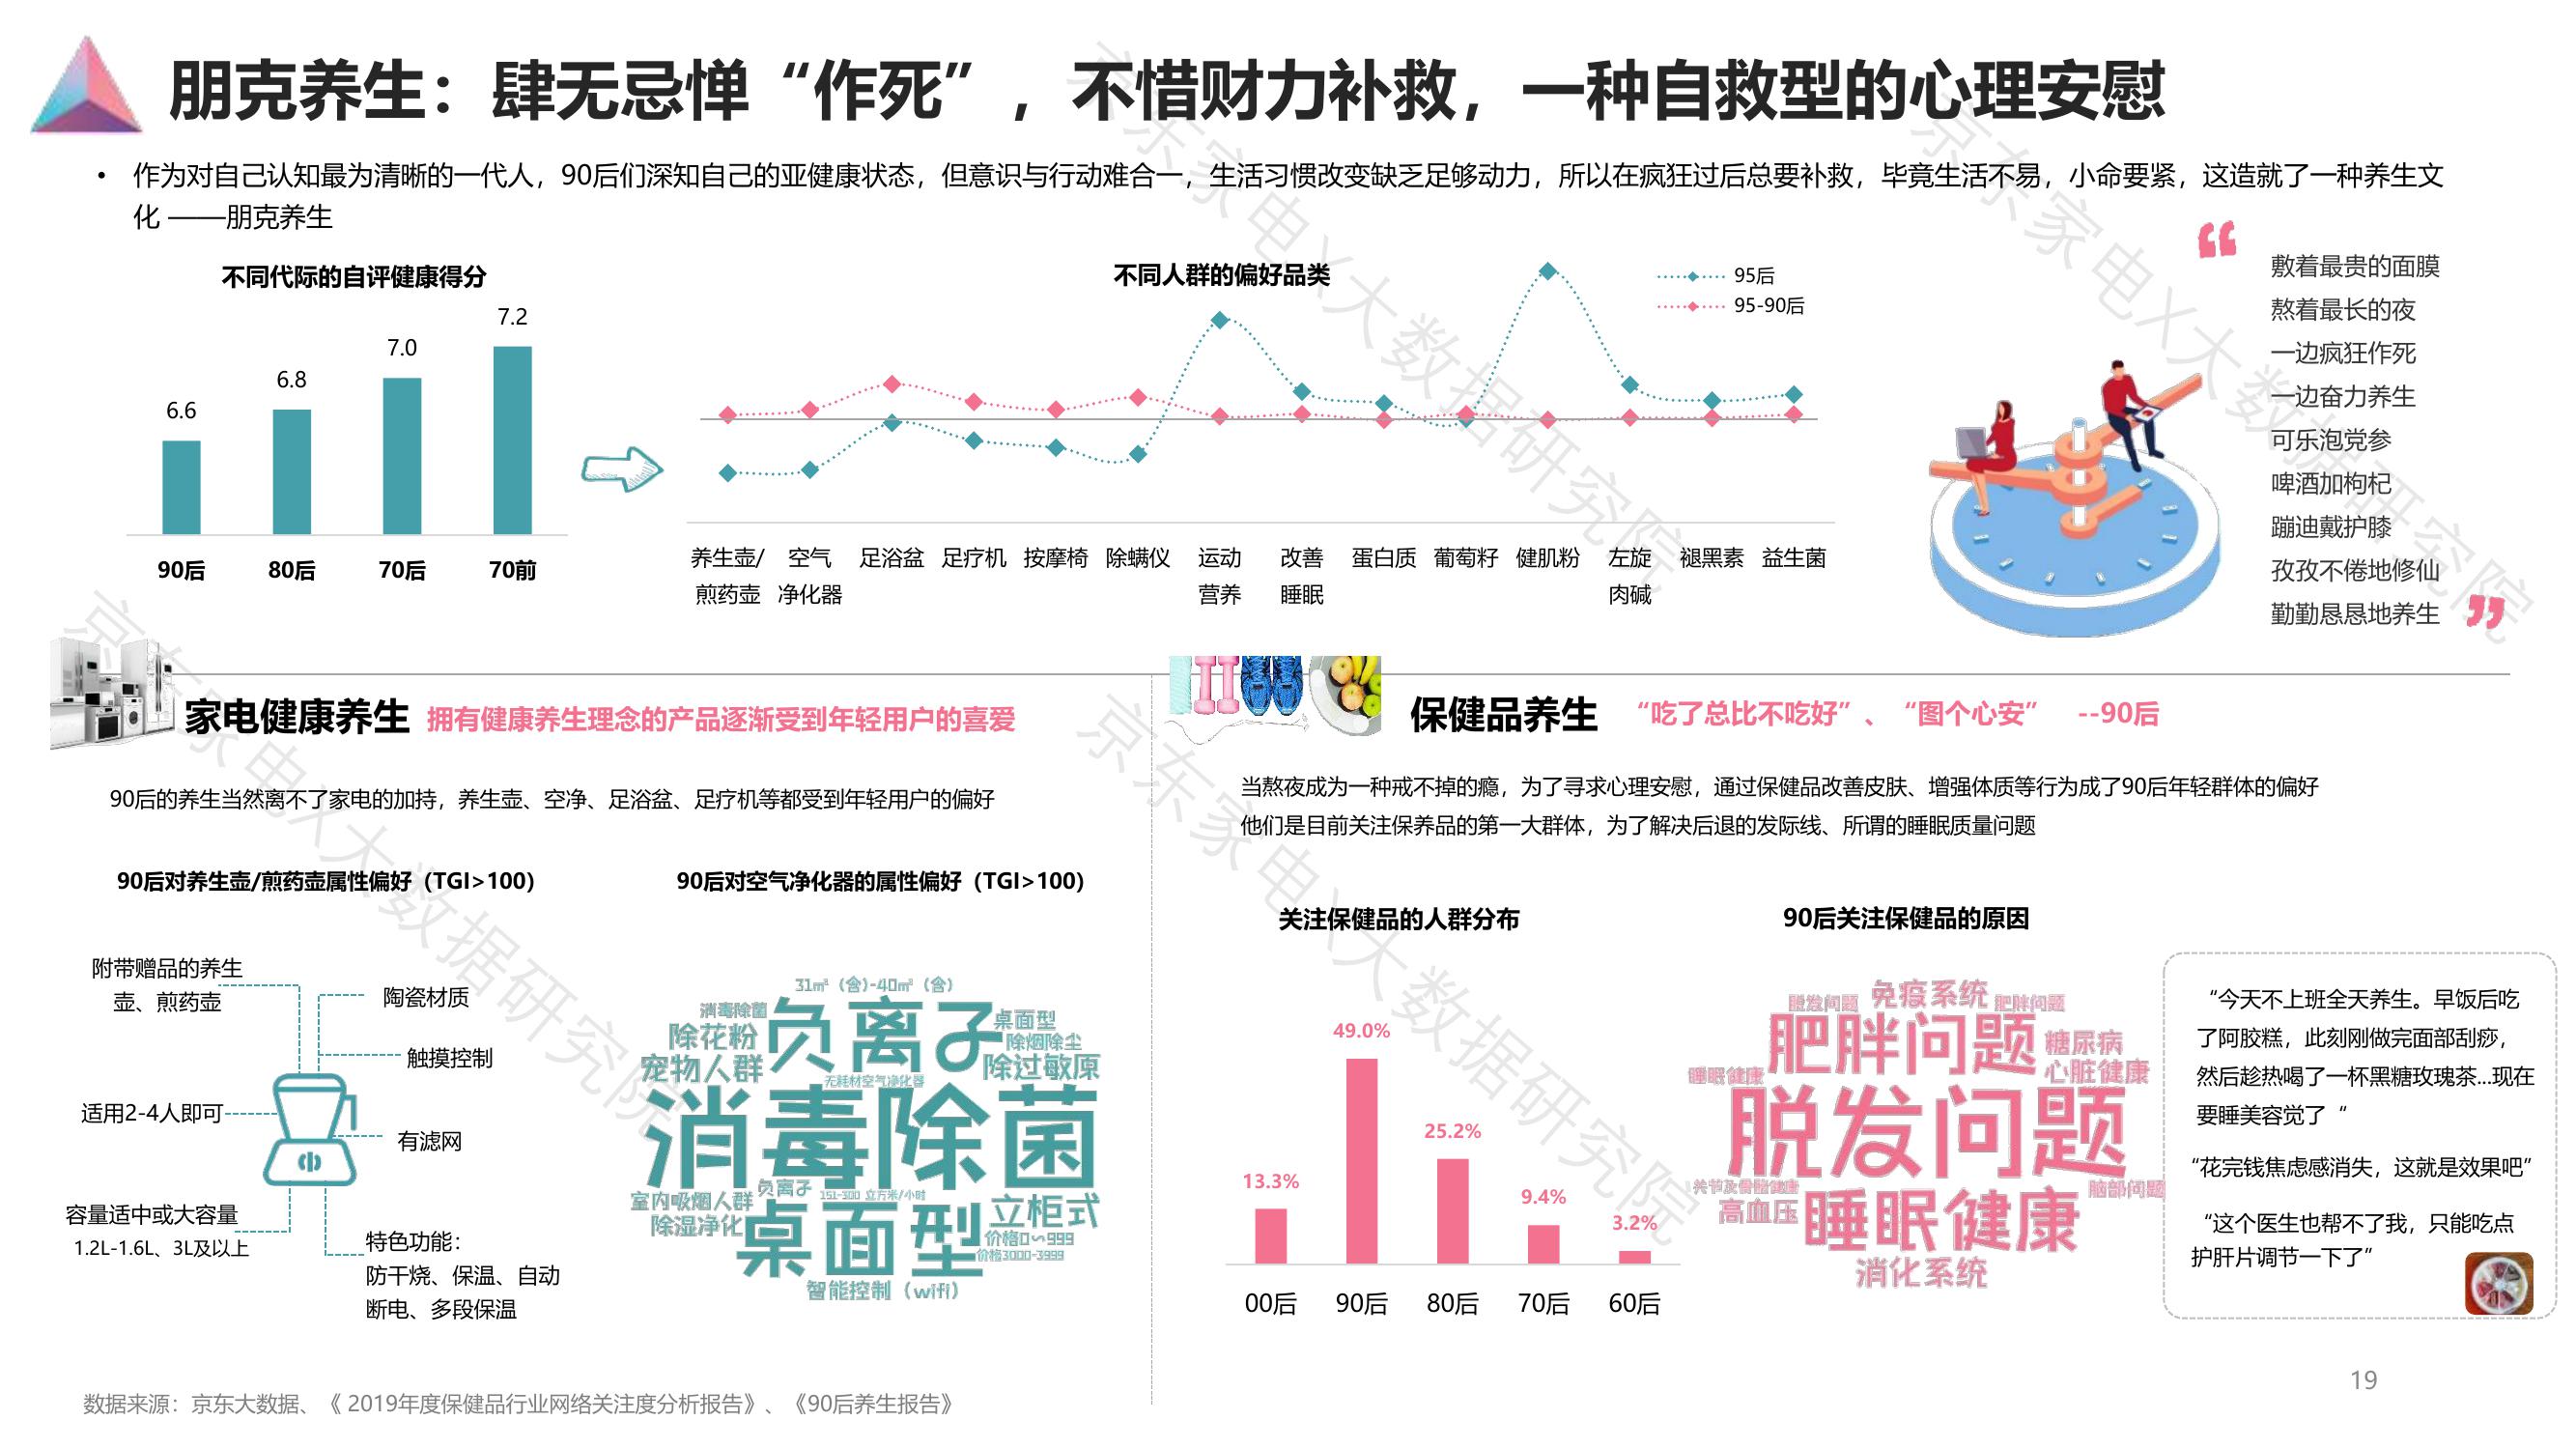 朋克养生：肆无忌惮“作死”，不惜财力补救，一种自救型的心理安慰
• 作为对自己认知最为清晰的一代人，90后们深知自己的亚健康状态，但意识与行动难合一，生活习惯改变缺乏足够动力，所以在疯狂过后总要补救，毕竟生活不易，小命要紧，这造就了一种养生文
化 ——朋克养生
不同代际的自评健康得分
6.6
6.8
7.0
7.2
90后 80后 70后 70前
不同人群的偏好品类
95后
95-90后
养生壶/ 空气 足浴盆 足疗机 按摩椅 除螨仪 运动 改善 蛋白质 葡萄籽 健肌粉 左旋 褪黑素 益生菌
煎药壶 净化器 营养 睡眠 肉碱
“
敷着最贵的面膜
熬着最长的夜
一边疯狂作死
一边奋力养生
可乐泡党参
啤酒加枸杞
蹦迪戴护膝
孜孜不倦地修仙
勤勤恳恳地养生
”
家电健康养生 拥有健康养生理念的产品逐渐受到年轻用户的喜爱
90后的养生当然离不了家电的加持，养生壶、空净、足浴盆、足疗机等都受到年轻用户的偏好
90后对养生壶/煎药壶属性偏好（TGI>100）
附带赠品的养生
壶、煎药壶
陶瓷材质
触摸控制
适用2-4人即可
有滤网
容量适中或大容量
1.2L-1.6L、3L及以上
特色功能：
防干烧、保温、自动
断电、多段保温
90后对空气净化器的属性偏好（TGI>100）
31㎡（含）-40㎡（含）
消毒除菌
负离子
桌面型
除花粉
除烟除尘
宠物人群
除过敏原
无耗材空气净化器
消毒除菌
室内吸烟人群
负离子
151-300 立方米/小时
立柜式
除湿净化
桌面型
价格0～999
价格3000-3999
智能控制（wifi）
保健品养生 “吃了总比不吃好”、“图个心安” --90后
当熬夜成为一种戒不掉的瘾，为了寻求心理安慰，通过保健品改善皮肤、增强体质等行为成了90后年轻群体的偏好
他们是目前关注保养品的第一大群体，为了解决后退的发际线、所谓的睡眠质量问题
关注保健品的人群分布
13.3%
49.0%
25.2%
9.4%
3.2%
00后 90后 80后 70后 60后
90后关注保健品的原因
脱发问题
免疫系统
肥胖问题
肥胖问题
糖尿病
睡眠健康
心脏健康
脱发问题
关节及骨骼健康
脑部问题
高血压
睡眠健康
消化系统
“今天不上班全天养生。早饭后吃
了阿胶糕，此刻刚做完面部刮痧，
然后趁热喝了一杯黑糖玫瑰茶...现在
要睡美容觉了 “
“花完钱焦虑感消失，这就是效果吧”
“这个医生也帮不了我，只能吃点
护肝片调节一下了”
数据来源：京东大数据、《 2019年度保健品行业网络关注度分析报告》、《90后养生报告》
19
京东家电X大数据研究院
京东家电X大数据研究院
京东家电X大数据研究院
京东家电X大数据研究院